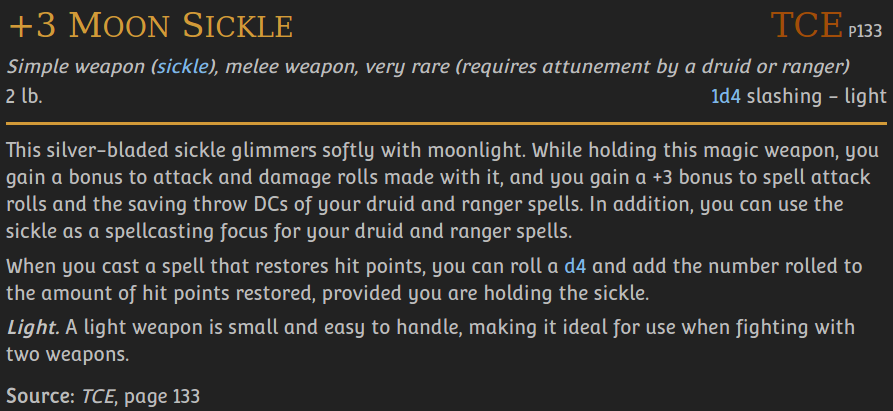 +3 Moon Sickle TCE P133
Simple weapon (sickle), melee weapon, very rare (requires attunement by a druid or ranger)
2 lb. 1d4 slashing - light
This silver-bladed sickle glimmers softly with moonlight. While holding this magic weapon, you
gain a bonus to attack and damage rolls made with it, and you gain a +3 bonus to spell attack
rolls and the saving throw DCs of your druid and ranger spells. In addition, you can use the
sickle as a spellcasting focus for your druid and ranger spells.
When you cast a spell that restores hit points, you can roll a d4 and add the number rolled to
the amount of hit points restored, provided you are holding the sickle.
Light. A light weapon is small and easy to handle, making it ideal for use when fighting with
two weapons.
Source: TCE, page 133